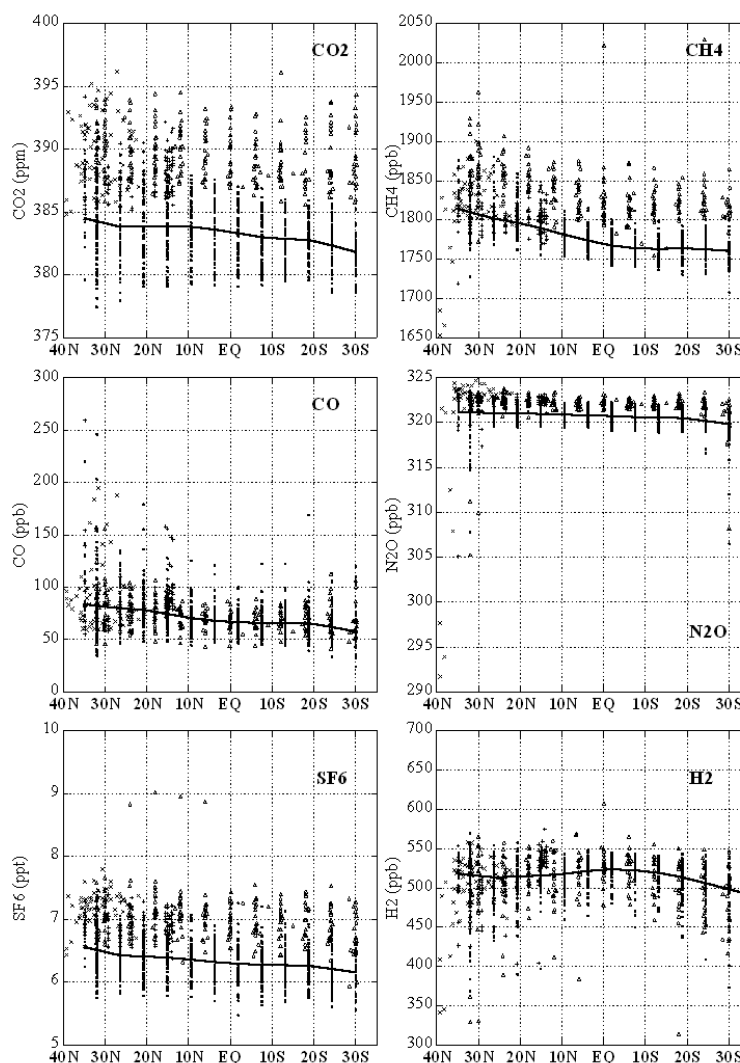 CO2
CO2 (ppm)
400
395
390
385
380
375
40N 30N 20N 10N EQ 10S 20S 30S
CH4
CH4 (ppb)
2050
2000
1950
1900
1850
1800
1750
1700
1650
40N 30N 20N 10N EQ 10S 20S 30S
CO
CO (ppb)
300
250
200
150
100
50
0
40N 30N 20N 10N EQ 10S 20S 30S
N2O
N2O (ppb)
325
320
315
310
305
300
295
290
40N 30N 20N 10N EQ 10S 20S 30S
SF6
SF6 (ppt)
10
9
8
7
6
5
40N 30N 20N 10N EQ 10S 20S 30S
H2
H2 (ppb)
700
650
600
550
500
450
400
350
300
40N 30N 20N 10N EQ 10S 20S 30S